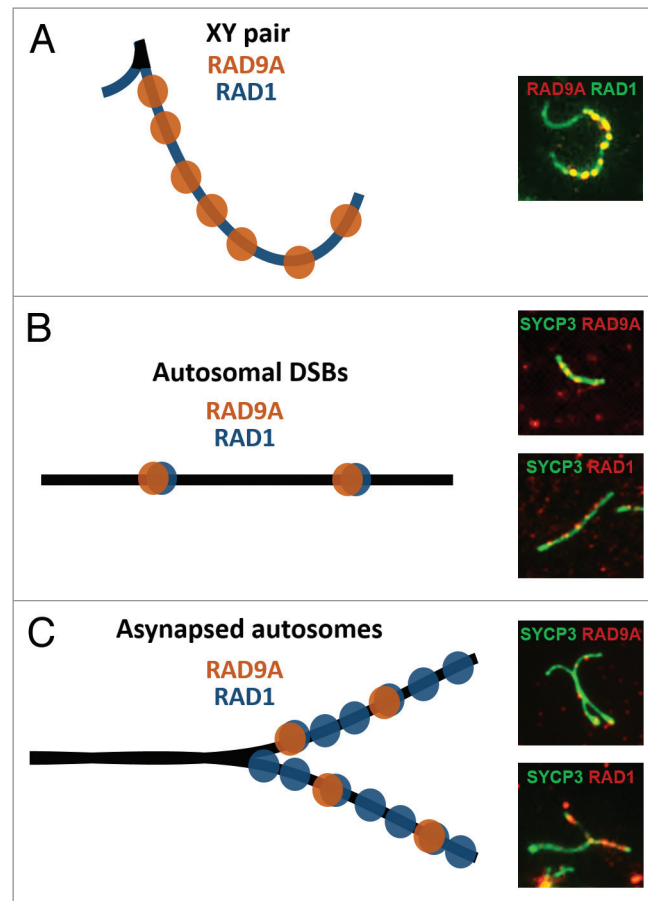 A
XY pair
RAD9A
RAD1
RAD9A RAD1
B
Autosomal DSBs
RAD9A
RAD1
SYCP3 RAD9A
SYCP3 RAD1
C
Asynapsed autosomes
RAD9A
RAD1
SYCP3 RAD9A
SYCP3 RAD1